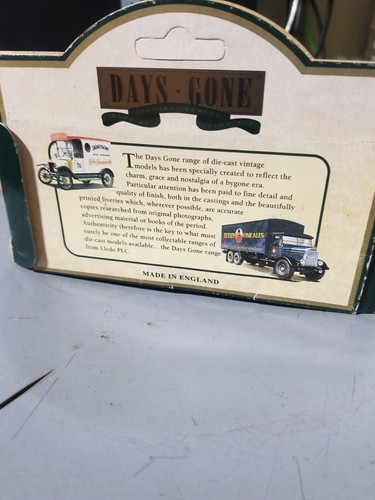 DAYS · GONE
The Days Gone range of die-cast vintage
models has been specially created to reflect the
charm, grace and nostalgia of a bygone era.
Particular attention has been paid to fine detail and
quality of finish, both in the castings and the beautifully
printed liveries which, wherever possible, are accurate
copies researched from original photographs,
advertising material or books of the period.
Authenticity therefore is the key to what must
surely be one of the most collectable ranges of
die-cast models available... the Days Gone range
from Lledo PLC.
FINE ALES
MADE IN ENGLAND